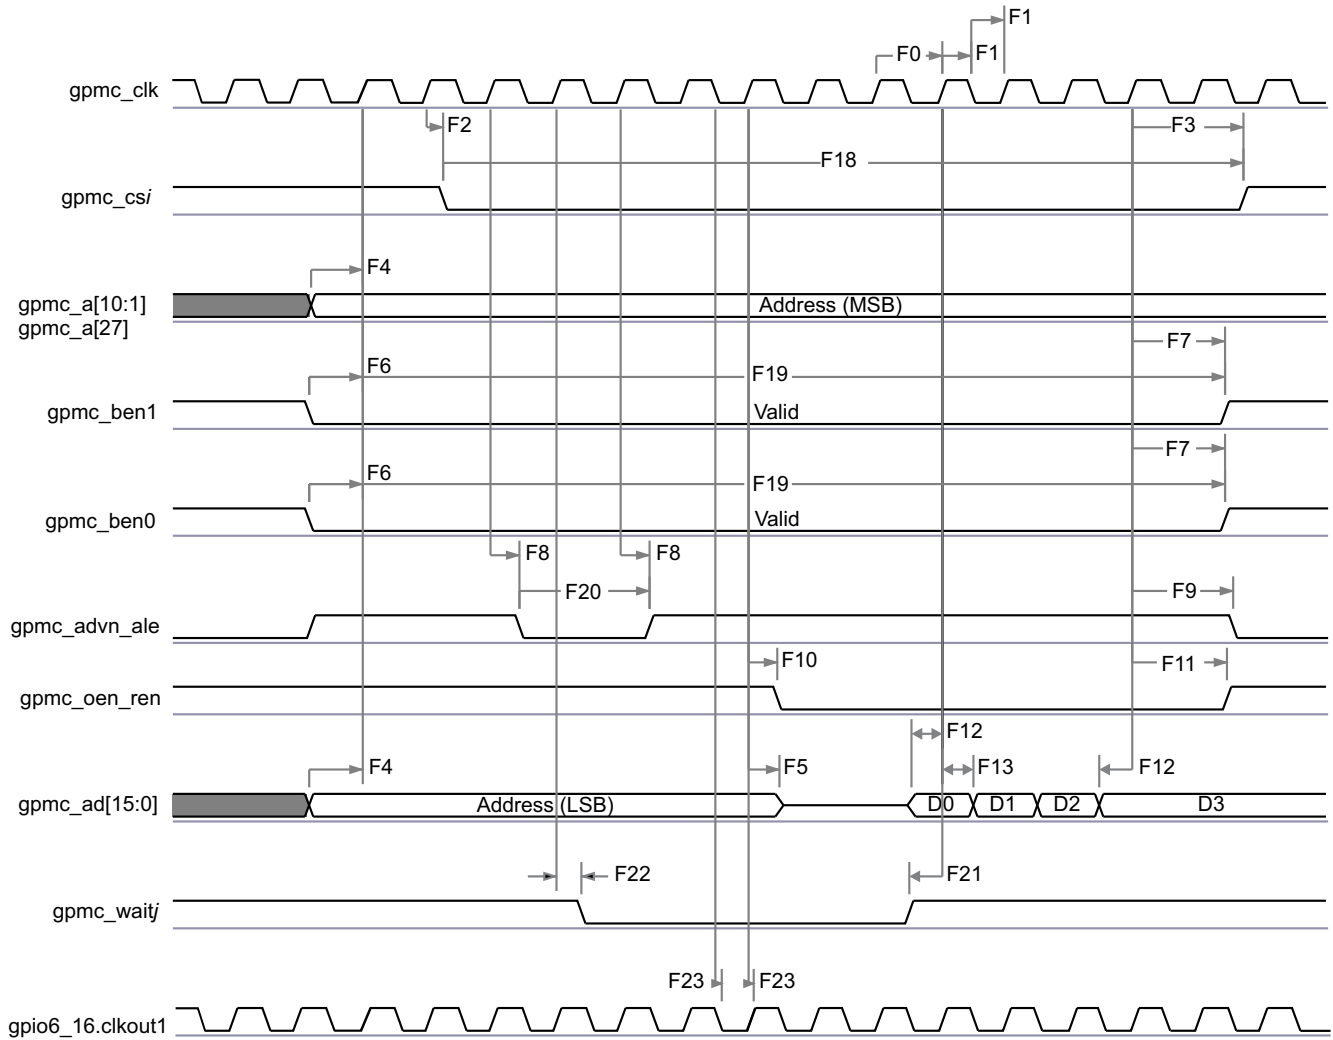 F1
F0
F1
gpmc_clk
F2
F3
F18
gpmc_csi
F4
gpmc_a[10:1]
Address (MSB)
gpmc_a[27]
F7
F6
F19
gpmc_ben1
Valid
F7
F6
F19
gpmc_ben0
Valid
F8
F8
F20
F9
gpmc_advn_ale
F10
F11
gpmc_oen_ren
F12
F4
F5
F13
F12
gpmc_ad[15:0]
Address (LSB)
D0
D1
D2
D3
F22
F21
gpmc_waitj
F23
F23
gpio6_16.clkout1